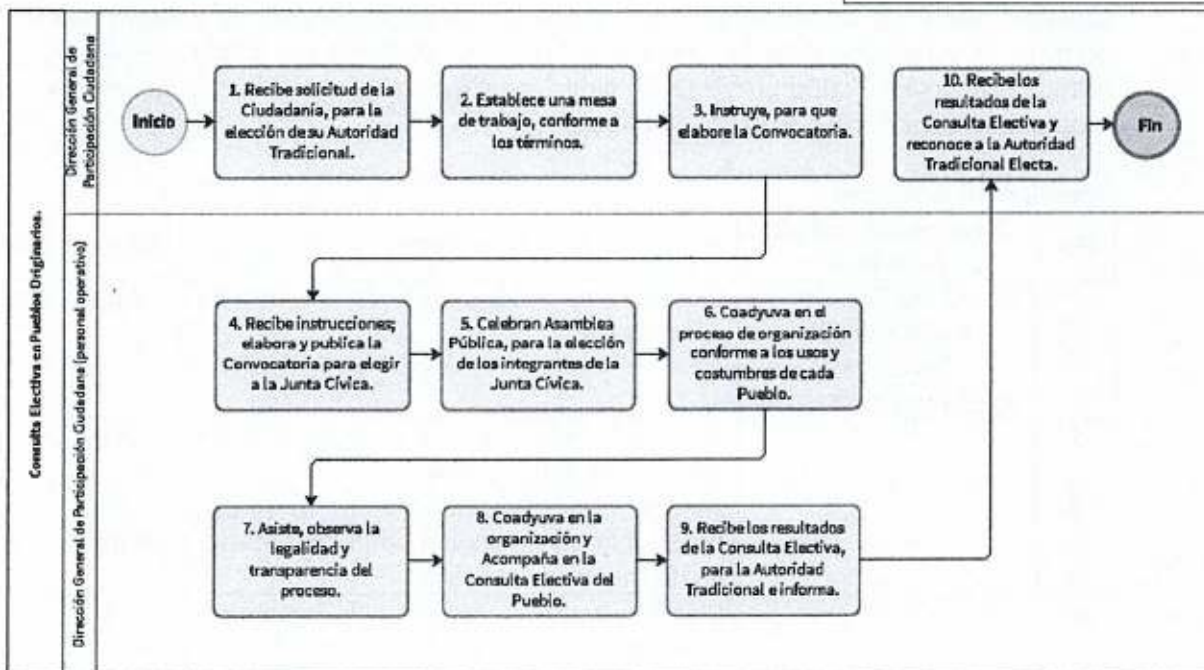 Consulta Electiva en Pueblos Originarios.
Dirección General de
Participación Ciudadana
Inicio
1. Recibe solicitud de la
Ciudadanía, para la
elección de su Autoridad
Tradicional.
2. Establece una mesa
de trabajo, conforme a
los términos.
3. Instruye, para que
elabore la Convocatoria.
10. Recibe los
resultados de la
Consulta Electiva y
reconoce a la Autoridad
Tradicional Electa.
Fin
Dirección General de Participación Ciudadana (personal operativo)
4. Recibe instrucciones;
elabora y publica la
Convocatoria para elegir
a la Junta Cívica.
5. Celebran Asamblea
Pública, para la elección
de los integrantes de la
Junta Cívica.
6. Coadyuva en el
proceso de organización
conforme a los usos y
costumbres de cada
Pueblo.
7. Asiste, observa la
legalidad y
transparencia del
proceso.
8. Coadyuva en la
organización y
Acompaña en la
Consulta Electiva del
Pueblo.
9. Recibe los resultados
de la Consulta Electiva,
para la Autoridad
Tradicional e informa.